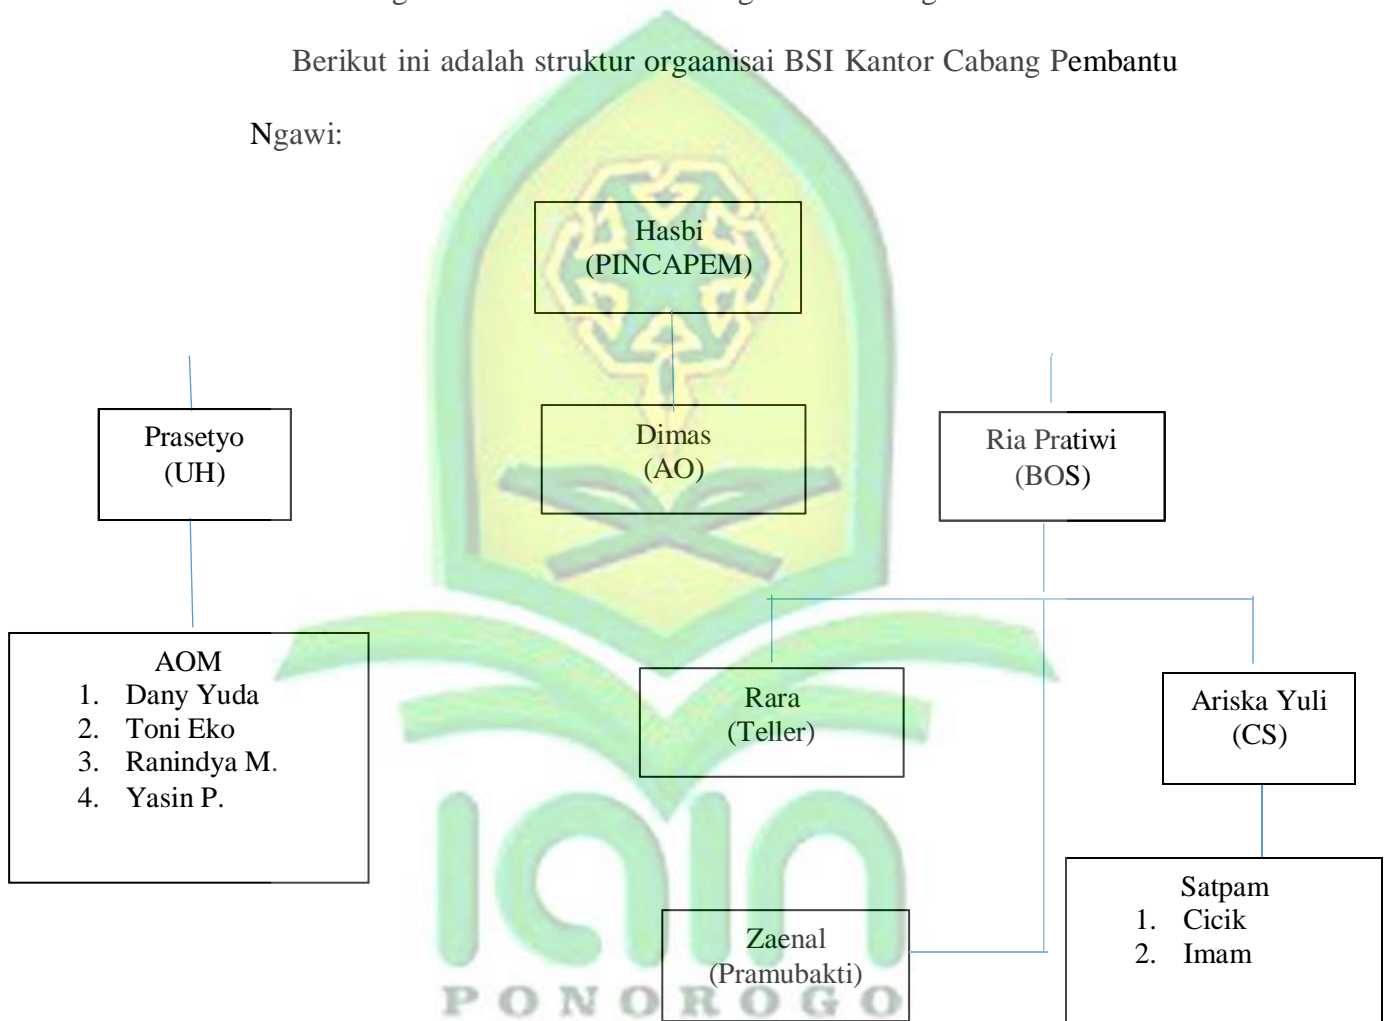 Berikut ini adalah struktur orgaanisai BSI Kantor Cabang Pembantu
Ngawi:
Hasbi
(PINCAPEM)
Prasetyo
(UH)
Dimas
(AO)
Ria Pratiwi
(BOS)
AOM
1. Dany Yuda
2. Toni Eko
3. Ranindya M.
4. Yasin P.
Rara
(Teller)
Ariska Yuli
(CS)
Satpam
1. Cicik
2. Imam
Zaenal
(Pramubakti)
iain
PONOROGO